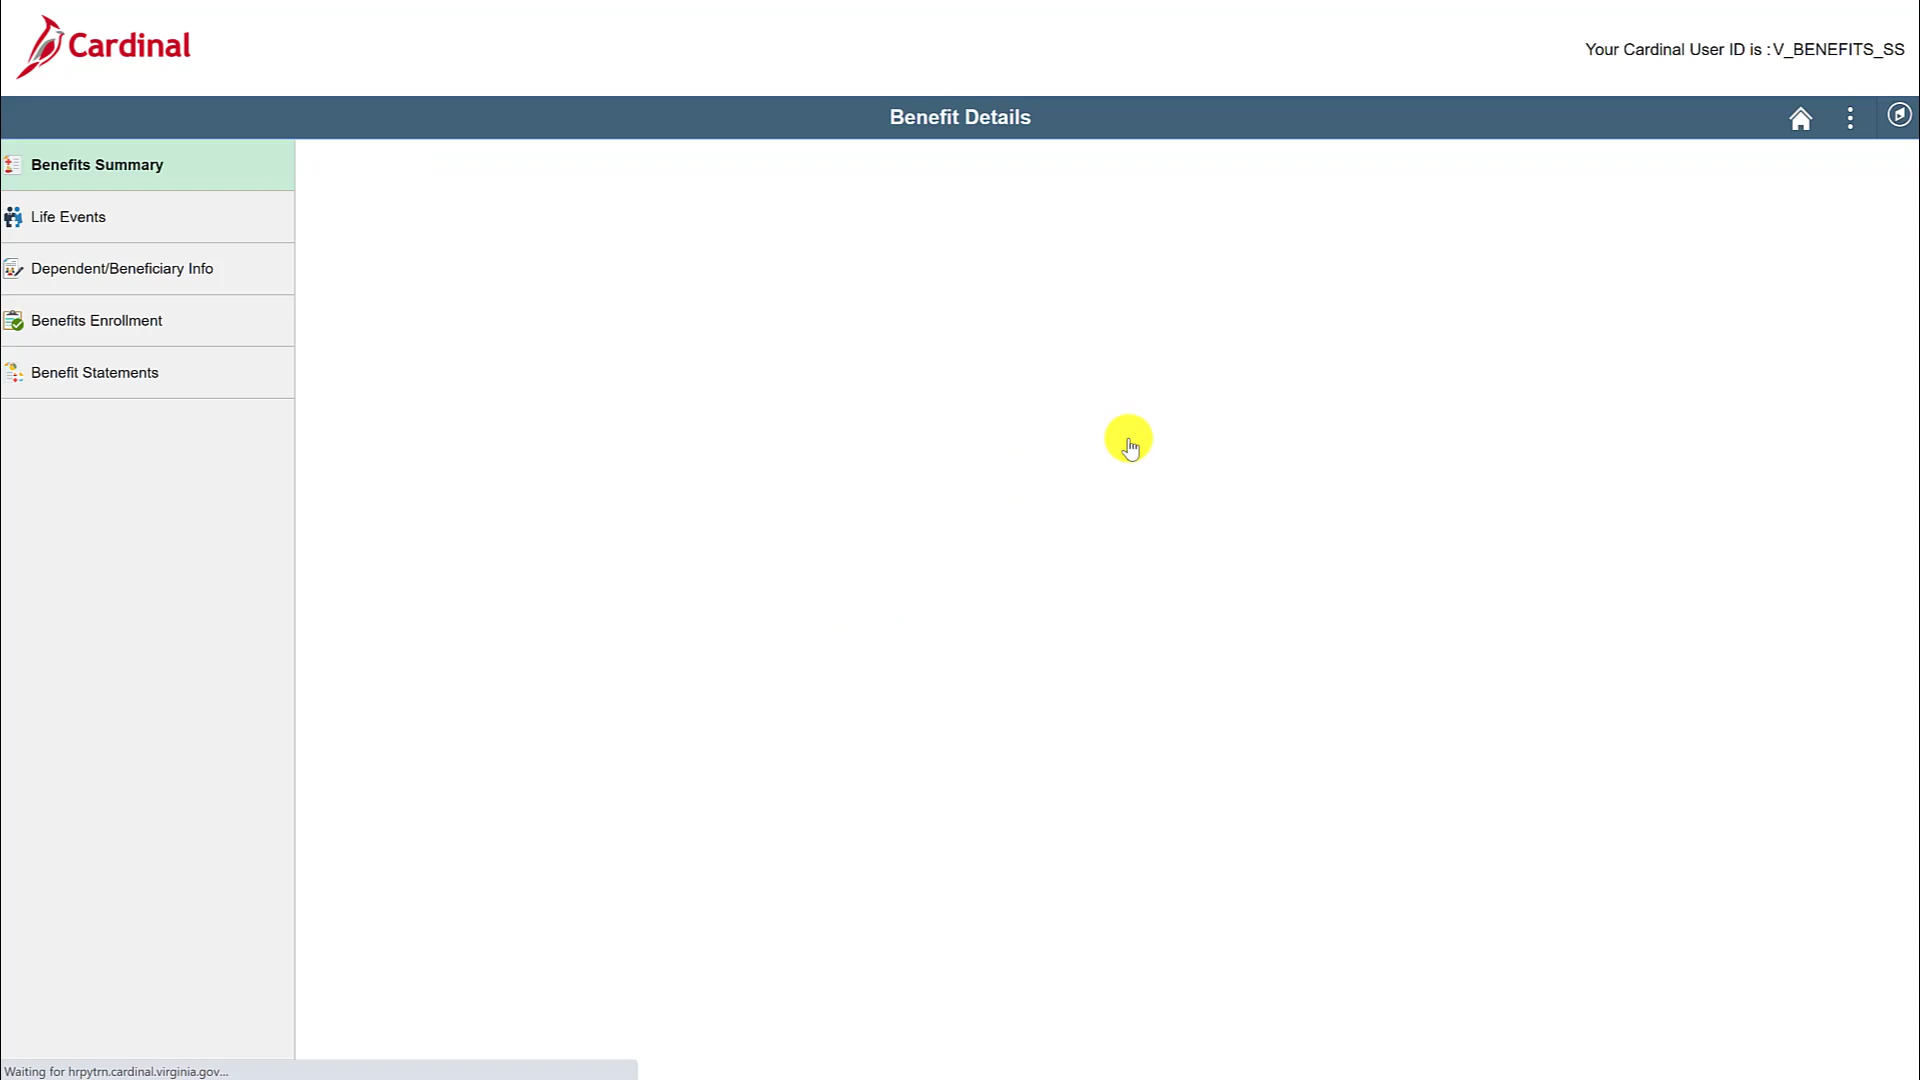 Cardinal
Your Cardinal User ID is : V_BENEFITS_SS
Benefit Details
Benefits Summary
Life Events
Dependent/Beneficiary Info
Benefits Enrollment
Benefit Statements
Waiting for hrpytrn.cardinal.virginia.gov...